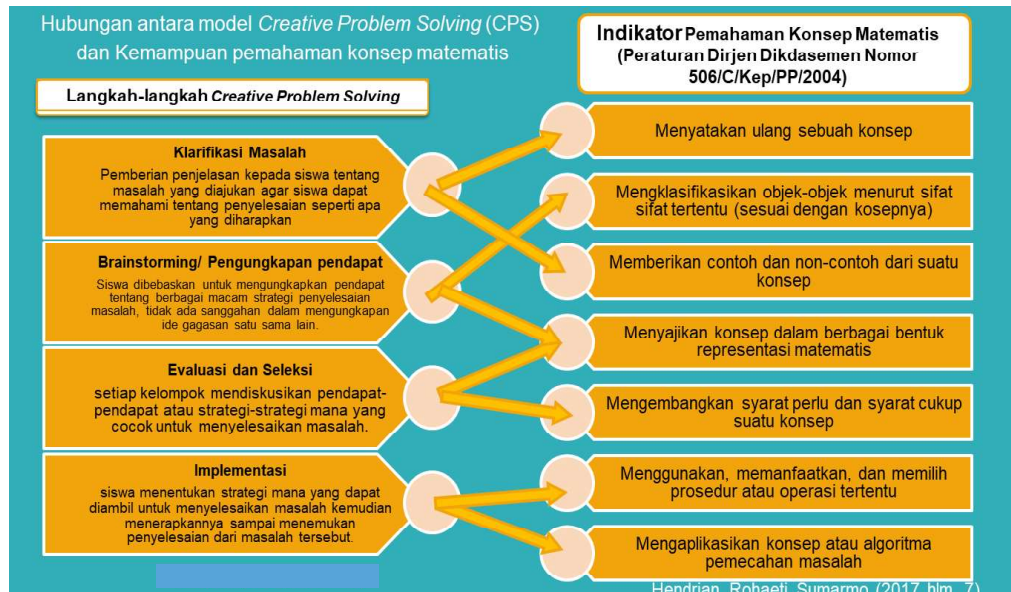 Hubungan antara model Creative Problem Solving (CPS)
dan Kemampuan pemahaman konsep matematis
Langkah-langkah Creative Problem Solving
Klarifikasi Masalah
Pemberian penjelasan kepada siswa tentang
masalah yang diajukan agar siswa dapat
memahami tentang penyelesaian seperti apa
yang diharapkan
Brainstorming/ Pengungkapan pendapat
Siswa dibebaskan untuk mengungkapkan pendapat
tentang berbagai macam strategi penyelesaian
masalah, tidak ada sanggahan dalam mengungkapan
ide gagasan satu sama lain.
Evaluasi dan Seleksi
setiap kelompok mendiskusikan pendapat-
pendapat atau strategi-strategi mana yang
cocok untuk menyelesaikan masalah.
Implementasi
siswa menentukan strategi mana yang dapat
diambil untuk menyelesaikan masalah kemudian
menerapkannya sampai menemukan
penyelesaian dari masalah tersebut.
Indikator Pemahaman Konsep Matematis
(Peraturan Dirjen Dikdasemen Nomor
506/C/Kep/PP/2004)
Menyatakan ulang sebuah konsep
Mengklasifikasikan objek-objek menurut sifat
sifat tertentu (sesuai dengan kosepnya)
Memberikan contoh dan non-contoh dari suatu
konsep
Menyajikan konsep dalam berbagai bentuk
representasi matematis
Mengembangkan syarat perlu dan syarat cukup
suatu konsep
Menggunakan, memanfaatkan, dan memilih
prosedur atau operasi tertentu
Mengaplikasikan konsep atau algoritma
pemecahan masalah
Hendrian, Rohaeti, Sumarmo (2017, hlm. 7)